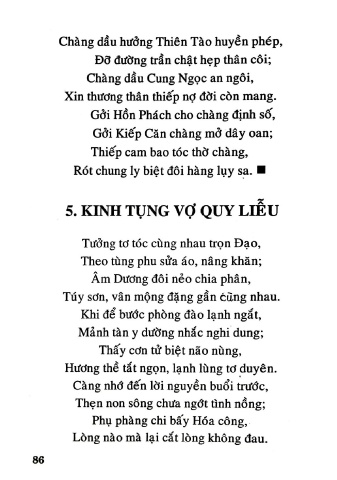 Chàng dầu hưởng Thiên Tào huyền phép,
Đỡ đường trần chật hẹp thân côi;
Chàng dầu Cung Ngọc an ngôi,
Xin thương thân thiếp nợ đời còn mang.
Gởi Hồn Phách cho chàng định số,
Gởi Kiếp Căn chàng mở dây oan;
Thiếp cam bao tóc thờ chàng,
Rót chung ly biệt đôi hàng lụy sa. ■
5. KINH TỤNG VỢ QUY LIỄU
Tưởng tơ tóc cùng nhau trọn Đạo,
Theo tùng phu sửa áo, nâng khăn;
Âm Dương đôi nẻo chia phân,
Túy sơn, vân mộng đặng gần cũng nhau.
Khi để bước phòng đào lạnh ngắt,
Mảnh tàn y dường nhắc nghi dung;
Thấy cơn tử biệt não nùng,
Hương thề tắt ngọn, lạnh lùng tơ duyên.
Càng nhớ đến lời nguyền buổi trước,
Thẹn non sông chưa ngớt tình nồng;
Phụ phàng chi bấy Hóa công,
Lòng nào mà lại cắt lòng không đau.
86